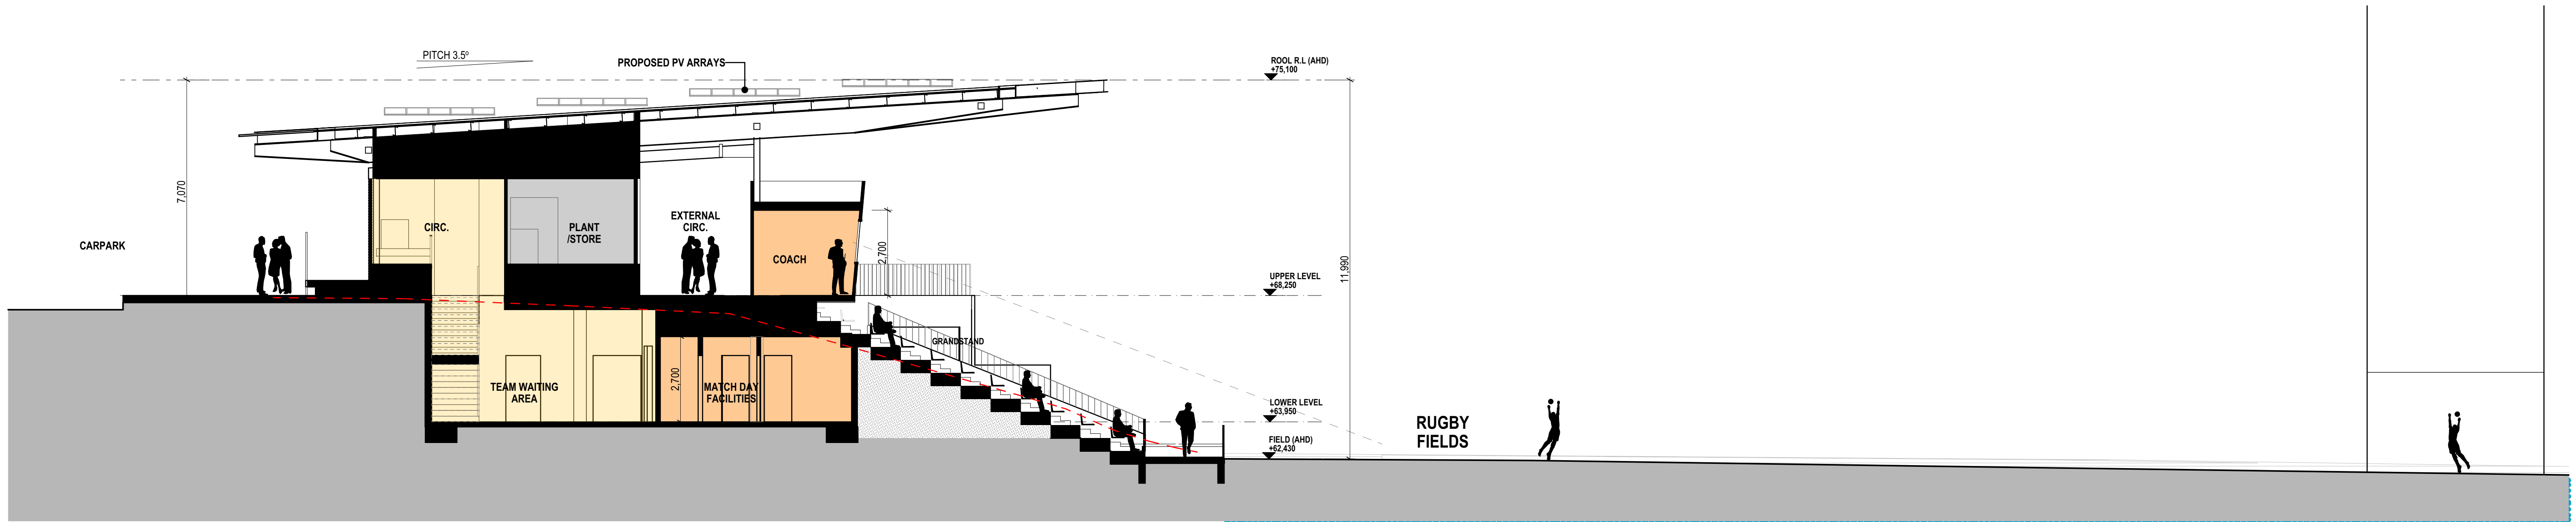 PITCH 3.5º
PROPOSED PV ARRAYS
ROOL R.L (AHD)
+75,100
7,070
CARPARK
CIRC.
PLANT
/STORE
EXTERNAL
CIRC.
COACH
2,700
11,990
UPPER LEVEL
+68,250
GRANDSTAND
TEAM WAITING
AREA
2,700
MATCH DAY
FACILITIES
LOWER LEVEL
+63,950
FIELD (AHD)
+62,430
RUGBY
FIELDS